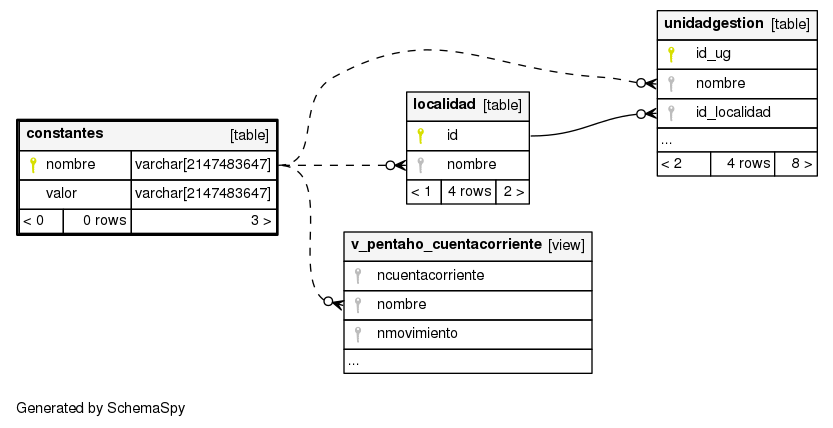 unidadgestion [table]
id_ug
nombre
id_localidad
...
< 2 4 rows 8 >
localidad [table]
id
nombre
< 1 4 rows 2 >
constantes [table]
nombre varchar[2147483647]
valor varchar[2147483647]
< 0 0 rows 3 >
v_pentaho_cuentacorriente [view]
ncuentacorriente
nombre
nmovimiento
...
Generated by SchemaSpy